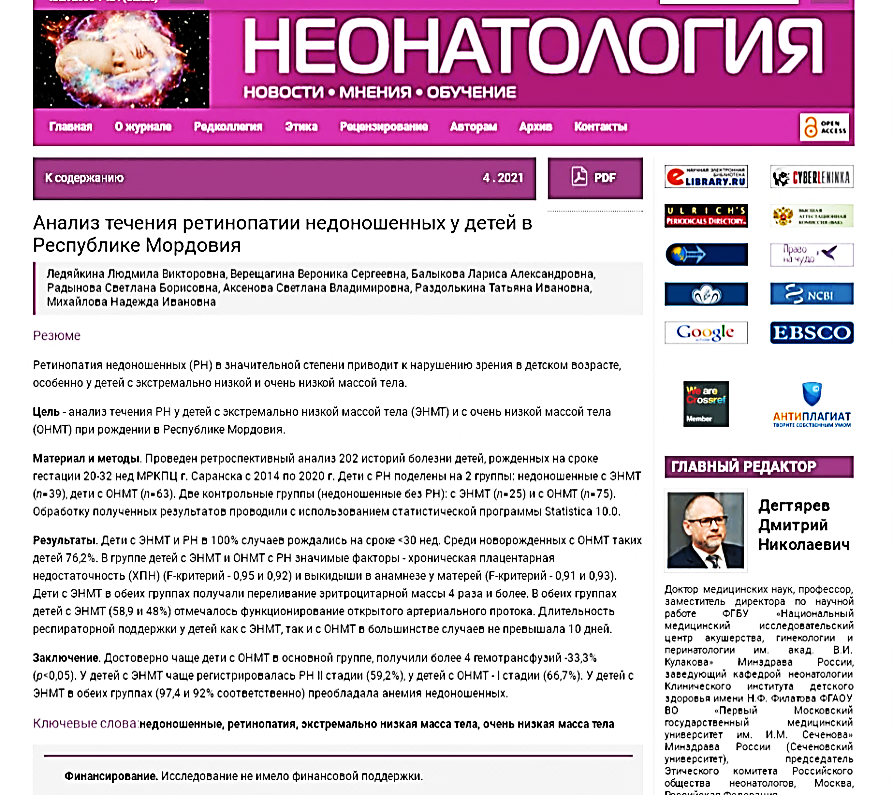 НЕОНАТОЛОГИЯ
НОВОСТИ • МНЕНИЯ • ОБУЧЕНИЕ
Главная О журнале Редколлегия Этика Рецензирование Авторам Архив Контакты
OPEN ACCESS
К содержанию 4 . 2021
PDF
Анализ течения ретинопатии недоношенных у детей в
Республике Мордовия
Ледяйкина Людмила Викторовна, Верещагина Вероника Сергеевна, Балыкова Лариса Александровна,
Радынова Светлана Борисовна, Аксенова Светлана Владимировна, Раздолькина Татьяна Ивановна,
Михайлова Надежда Ивановна
Резюме
Ретинопатия недоношенных (РН) в значительной степени приводит к нарушению зрения в детском возрасте,
особенно у детей с экстремально низкой и очень низкой массой тела.
Цель - анализ течения РН у детей с экстремально низкой массой тела (ЭНМТ) и с очень низкой массой тела
(ОНМТ) при рождении в Республике Мордовия.
Материал и методы. Проведен ретроспективный анализ 202 историй болезни детей, рожденных на сроке
гестации 20-32 нед МРКПЦ г. Саранска с 2014 по 2020 г. Дети с РН поделены на 2 группы: недоношенные с ЭНМТ
(n=39), дети с ОНМТ (n=63). Две контрольные группы (недоношенные без РН): с ЭНМТ (n=25) и с ОНМТ (n=75).
Обработку полученных результатов проводили с использованием статистической программы Statistica 10.0.
Результаты. Дети с ЭНМТ и РН в 100% случаев рождались на сроке <30 нед. Среди новорожденных с ОНМТ таких
детей 76,2%. В группе детей с ЭНМТ и ОНМТ с РН значимые факторы - хроническая плацентарная
недостаточность (ХПН) (F-критерий - 0,95 и 0,92) и выкидыши в анамнезе у матерей (F-критерий - 0,91 и 0,93).
Дети с ЭНМТ в обеих группах получали переливание эритроцитарной массы 4 раза и более. В обеих группах
детей с ЭНМТ (58,9 и 48%) отмечалось функционирование открытого артериального протока. Длительность
респираторной поддержки у детей как с ЭНМТ, так и с ОНМТ в большинстве случаев не превышала 10 дней.
Заключение. Достоверно чаще дети с ОНМТ в основной группе, получили более 4 гемотрансфузий -33,3%
(p<0,05). У детей с ЭНМТ чаще регистрировалась РН II стадии (59,2%), у детей с ОНМТ - I стадии (66,7%). У детей с
ЭНМТ в обеих группах (97,4 и 92% соответственно) преобладала анемия недоношенных.
Ключевые слова:недоношенные, ретинопатия, экстремально низкая масса тела, очень низкая масса тела
Финансирование. Исследование не имело финансовой поддержки.
НАУЧНАЯ ЭЛЕКТРОННАЯ
БИБЛИОТЕКА
eLIBRARY.RU
CYBERLENINKA
ULRICH'S
PERIODICALS DIRECTORY
ВЫСШАЯ
АТТЕСТАЦИОННАЯ
КОМИССИЯ (ВАК)
Право
на чудо
NCBI
Google
EBSCO
We are
Crossref
Member
АНТИПЛАГИАТ
ТВОРИТЕ СОБСТВЕННЫМ УМОМ
ГЛАВНЫЙ РЕДАКТОР
Дегтярев
Дмитрий
Николаевич
Доктор медицинских наук, профессор,
заместитель директора по научной
работе ФГБУ «Национальный
медицинский исследовательский
центр акушерства, гинекологии и
перинатологии им. акад. В.И.
Кулакова» Минздрава России,
заведующий кафедрой неонатологии
Клинического института детского
здоровья имени Н.Ф. Филатова ФГАОУ
ВО «Первый Московский
государственный медицинский
университет им. И.М. Сеченова»
Минздрава России (Сеченовский
университет), председатель
Этического комитета Российского
общества неонатологов, Москва,
Российская Федерация